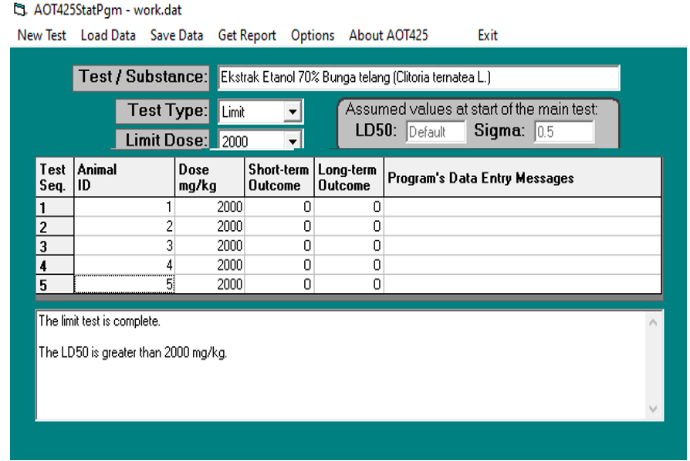 AOT425StatPgm - work.dat
New Test Load Data Save Data Get Report Options About AOT425 Exit
Test / Substance: Ekstrak Etanol 70% Bunga telang (Clitoria ternatea L.)
Test Type: Limit
Assumed values at start of the main test:
Limit Dose: 2000
LD50: Default Sigma: 0.5
Test Seq. Animal ID Dose mg/kg Short-term Outcome Long-term Outcome Program's Data Entry Messages
1 1 2000 0 0
2 2 2000 0 0
3 3 2000 0 0
4 4 2000 0 0
5 5 2000 0 0
The limit test is complete.
The LD50 is greater than 2000 mg/kg.